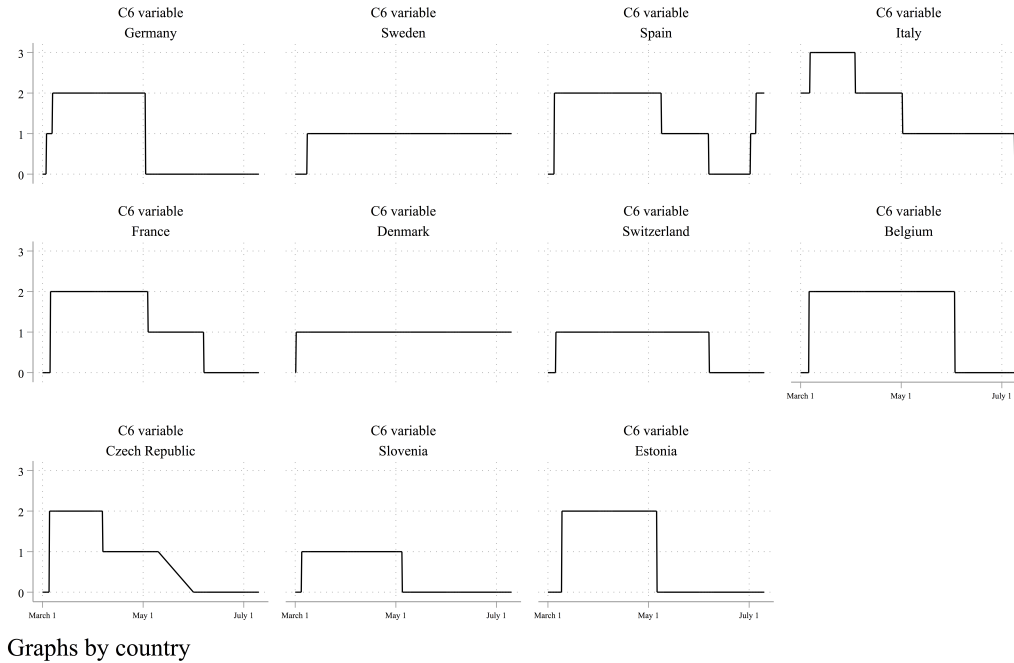 C6 variable
Germany
C6 variable
Sweden
C6 variable
Spain
C6 variable
Italy
3
2
1
0
C6 variable
France
C6 variable
Denmark
C6 variable
Switzerland
C6 variable
Belgium
3
2
1
0
March 1
May 1
July 1
C6 variable
Czech Republic
C6 variable
Slovenia
C6 variable
Estonia
3
2
1
0
March 1
May 1
July 1
March 1
May 1
July 1
March 1
May 1
July 1
Graphs by country